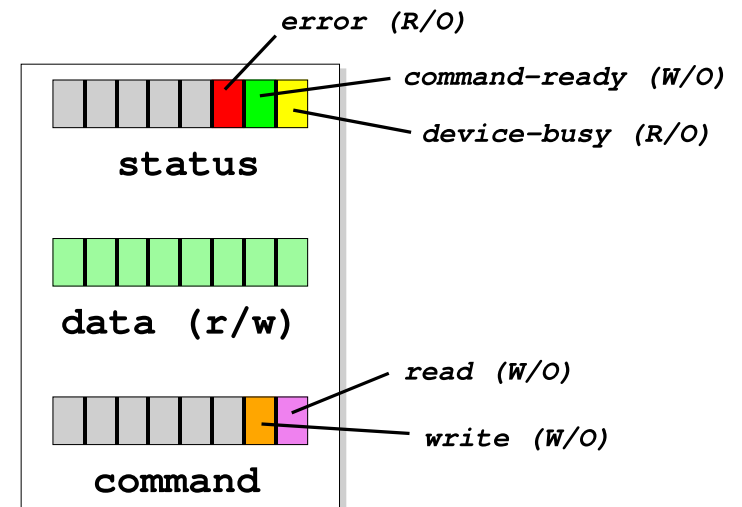 error (R/O)
command-ready (W/O)
device-busy (R/O)
status
data (r/w)
read (W/O)
write (W/O)
command